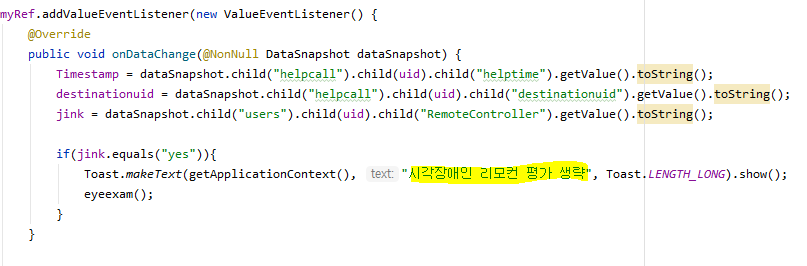 myRef.addValueEventListener(new ValueEventListener() {
@Override
public void onDataChange(@NonNull DataSnapshot dataSnapshot) {
Timestamp = dataSnapshot.child("helpcall").child(uid).child("helptime").getValue().toString();
destinationuid = dataSnapshot.child("helpcall").child(uid).child("destinationuid").getValue().toString();
jink = dataSnapshot.child("users").child(uid).child("RemoteController").getValue().toString();
if(jink.equals("yes")){
Toast.makeText(getApplicationContext(), text: "시각장애인 리모컨 평가 생략", Toast.LENGTH_LONG).show();
eyeexam();
}
}